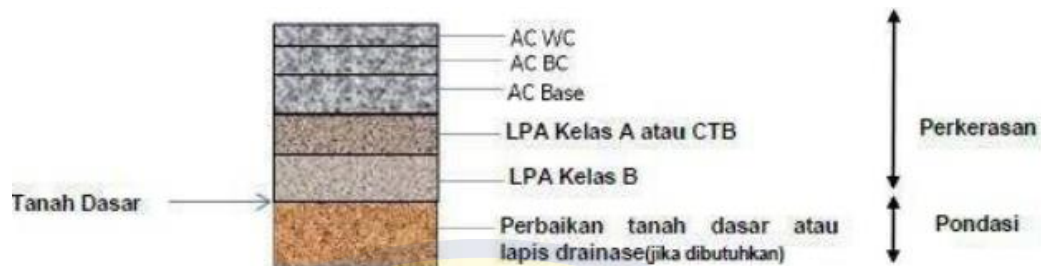 AC WC
AC BC
AC Base
LPA Kelas A atau CTB
Perkerasan
LPA Kelas B
Tanah Dasar
Perbaikan tanah dasar atau
lapis drainase(jika dibutuhkan)
Pondasi